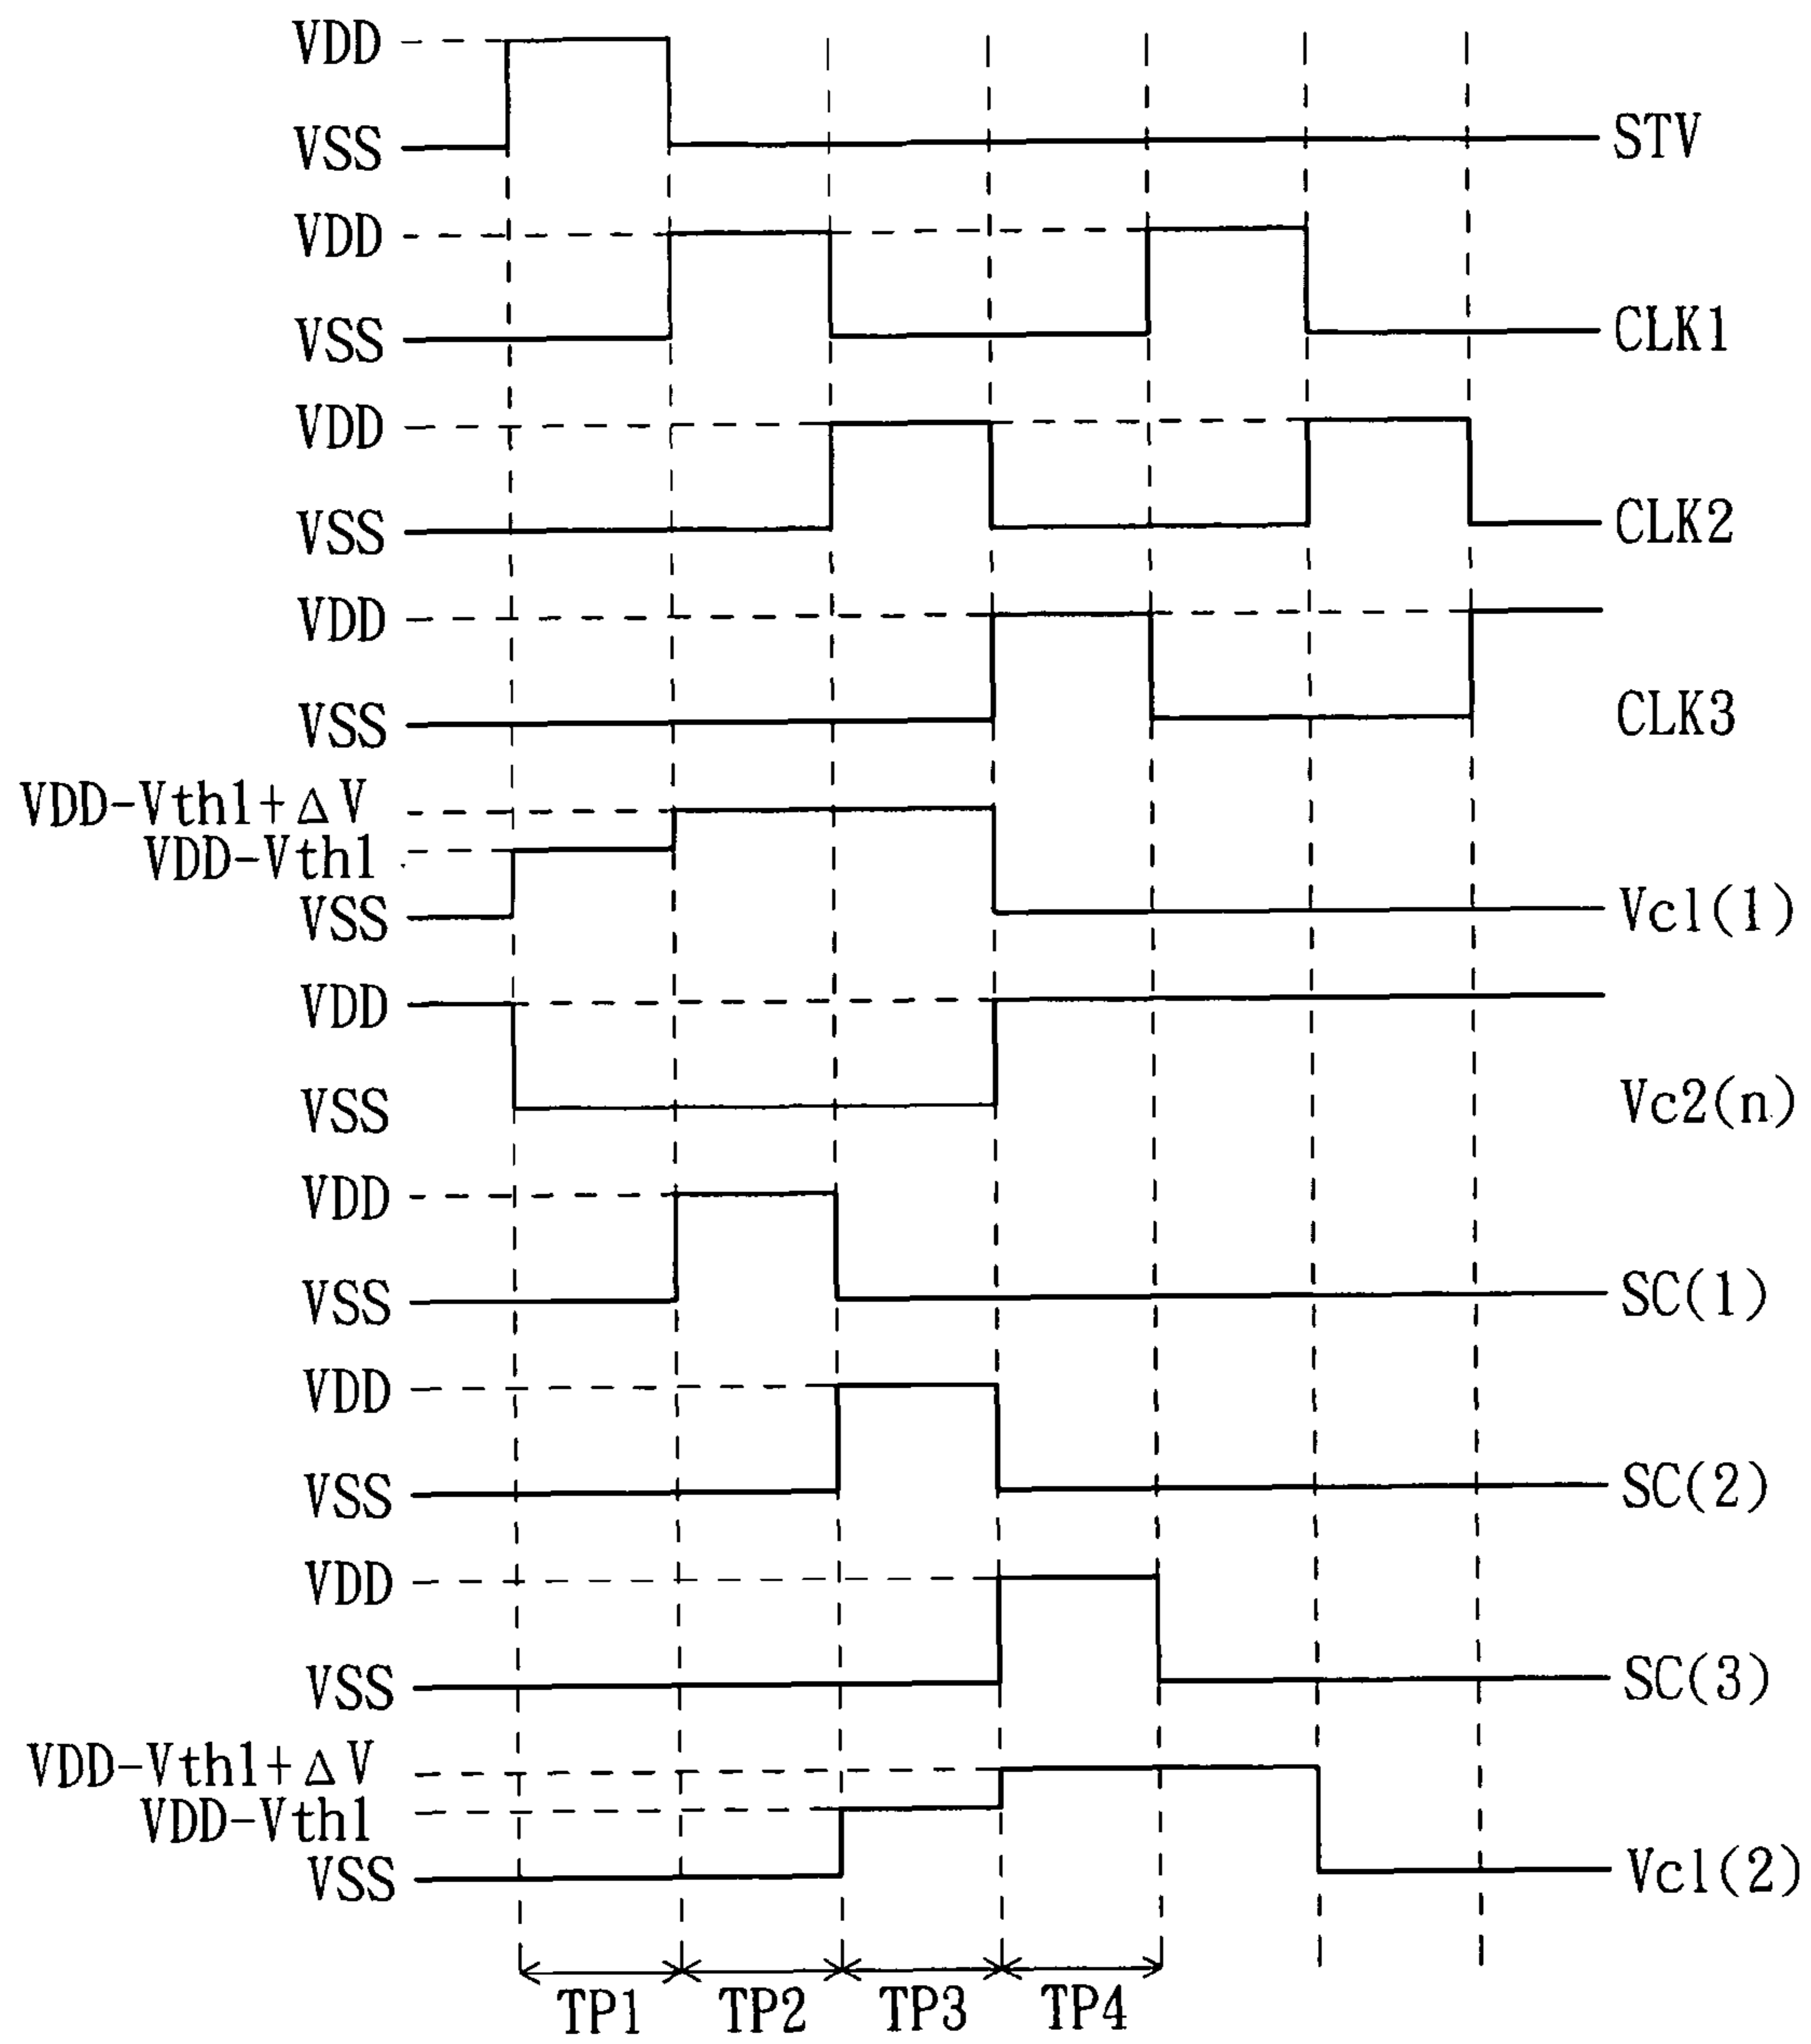 VDD
VSS
STV
VDD
VSS
CLK1
VDD
VSS
CLK2
VDD
VSS
CLK3
VDD-Vth1+ΔV
VDD-Vth1
VSS
Vc1(1)
VDD
VSS
Vc2(n)
VDD
VSS
SC(1)
VDD
VSS
SC(2)
VDD
VSS
SC(3)
VDD-Vth1+ΔV
VDD-Vth1
VSS
Vc1(2)
TP1 TP2 TP3 TP4